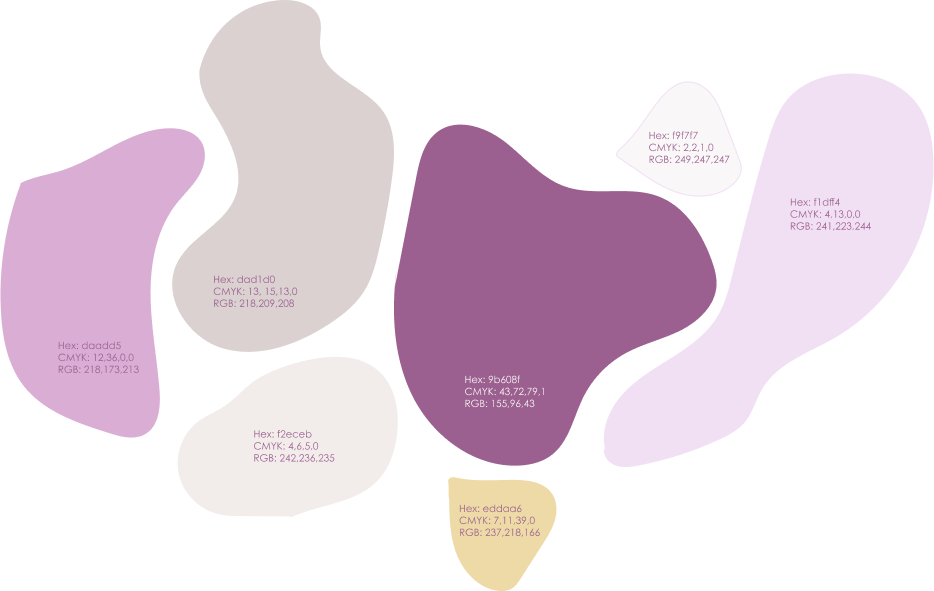 Hex: f9f7f7
CMYK: 2,2,1,0
RGB: 249,247,247
Hex: f1dff4
CMYK: 4,13,0,0
RGB: 241,223,244
Hex: dad1d0
CMYK: 13, 15,13,0
RGB: 218,209,208
Hex: daadd5
CMYK: 12,36,0,0
RGB: 218,173,213
Hex: 9b608f
CMYK: 43,72,79,1
RGB: 155,96,43
Hex: f2eceb
CMYK: 4,6,5,0
RGB: 242,236,235
Hex: eddaa6
CMYK: 7,11,39,0
RGB: 237,218,166